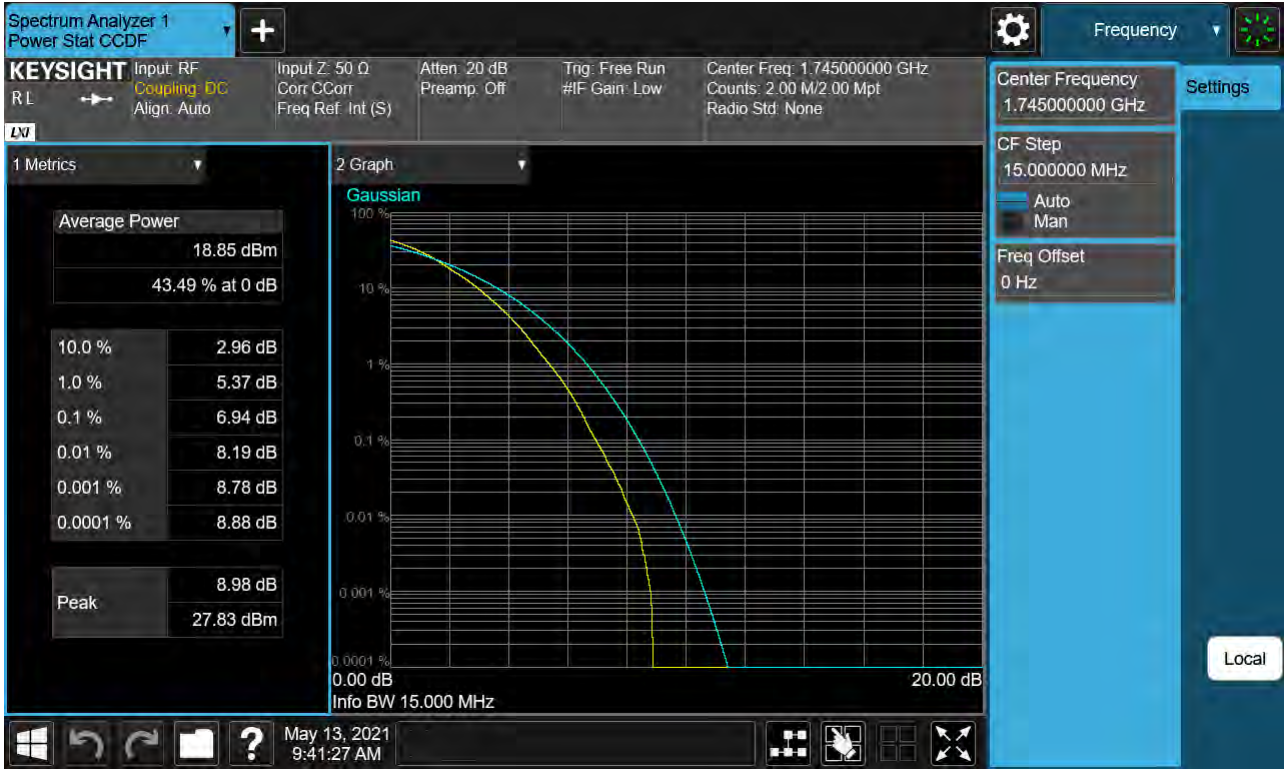 Spectrum Analyzer 1
Power Stat CCDF
Frequency
KEYSIGHT
R L
LXI
Input: RF
Coupling: DC
Align: Auto
Input Z: 50 Ω
Corr CCorr
Freq Ref: Int (S)
Atten: 20 dB
Preamp: Off
Trig: Free Run
#IF Gain: Low
Center Freq: 1.745000000 GHz
Counts: 2.00 M/2.00 Mpt
Radio Std: None
1 Metrics
Average Power
18.85 dBm
43.49 % at 0 dB
10.0 % 2.96 dB
1.0 % 5.37 dB
0.1 % 6.94 dB
0.01 % 8.19 dB
0.001 % 8.78 dB
0.0001 % 8.88 dB
Peak
8.98 dB
27.83 dBm
2 Graph
Gaussian
100 %
10 %
1 %
0.1 %
0.01 %
0.001 %
0.0001 %
0.00 dB 20.00 dB
Info BW 15.000 MHz
Center Frequency
1.745000000 GHz
CF Step
15.000000 MHz
Auto
Man
Freq Offset
0 Hz
Settings
Local
?
May 13, 2021
9:41:27 AM